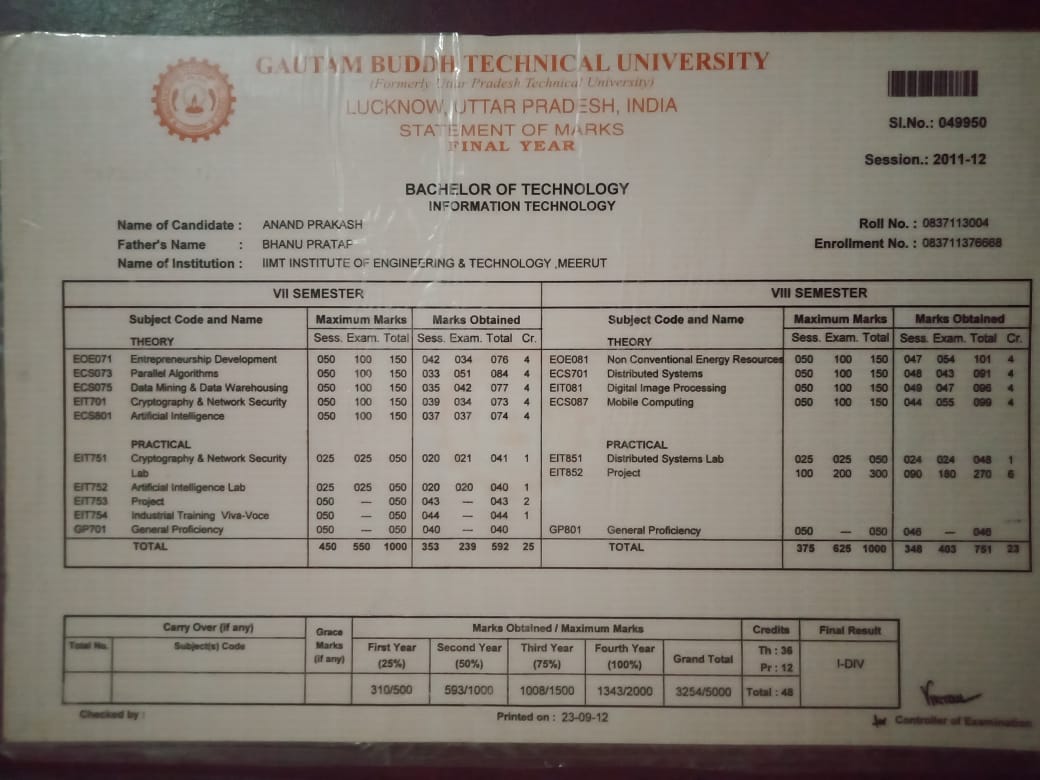 GAUTAM BUDDH TECHNICAL UNIVERSITY
(Formerly Uttar Pradesh Technical University)
LUCKNOW, UTTAR PRADESH, INDIA
STATEMENT OF MARKS
FINAL YEAR
Sl.No.: 049950
Session.: 2011-12
BACHELOR OF TECHNOLOGY
INFORMATION TECHNOLOGY
Name of Candidate : ANAND PRAKASH Roll No. : 0837113004
Father's Name : BHANU PRATAP Enrollment No. : 083711376668
Name of Institution : IIMT INSTITUTE OF ENGINEERING & TECHNOLOGY ,MEERUT
VII SEMESTER VIII SEMESTER
Subject Code and Name Maximum Marks Marks Obtained Subject Code and Name Maximum Marks Marks Obtained
THEORY Sess. Exam. Total Sess. Exam. Total Cr. THEORY Sess. Exam. Total Sess. Exam. Total Cr.
EOE071 Entrepreneurship Development 050 100 150 042 034 076 4 EOE081 Non Conventional Energy Resources 050 100 150 047 054 101 4
ECS073 Parallel Algorithms 050 100 150 033 051 084 4 ECS701 Distributed Systems 050 100 150 048 043 091 4
ECS075 Data Mining & Data Warehousing 050 100 150 035 042 077 4 EIT081 Digital Image Processing 050 100 150 049 047 096 4
EIT701 Cryptography & Network Security 050 100 150 039 034 073 4 ECS087 Mobile Computing 050 100 150 044 055 099 4
ECS801 Artificial Intelligence 050 100 150 037 037 074 4
PRACTICAL PRACTICAL
EIT751 Cryptography & Network Security 025 025 050 020 021 041 1 EIT851 Distributed Systems Lab 025 025 050 024 024 048 1
Lab EIT852 Project 100 200 300 090 180 270 6
EIT752 Artificial Intelligence Lab 025 025 050 020 020 040 1
EIT753 Project 050 — 050 043 — 043 2
EIT754 Industrial Training Viva-Voce 050 — 050 044 — 044 1
GP701 General Proficiency 050 — 050 040 — 040 GP801 General Proficiency 050 — 050 046 — 046
TOTAL 450 550 1000 353 239 592 25 TOTAL 375 625 1000 348 403 751 23
Carry Over (if any) Grace Marks (if any) Marks Obtained / Maximum Marks Credits Final Result
Total No. Subject(s) Code First Year (25%) Second Year (50%) Third Year (75%) Fourth Year (100%) Grand Total Th : 36
Pr : 12 I-DIV
310/500 593/1000 1008/1500 1343/2000 3254/5000 Total : 48
Checked by : Printed on : 23-09-12 for Controller of Examination